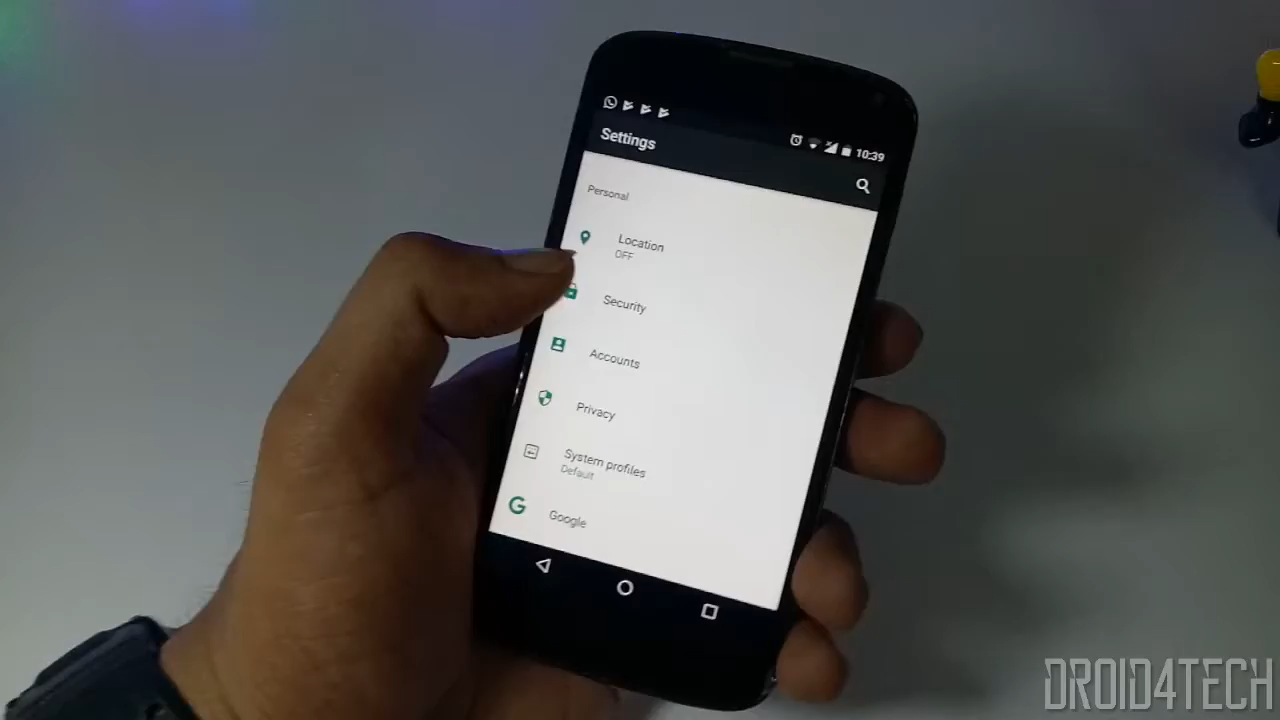 10:39
Settings
Personal
Location
OFF
Security
Accounts
Privacy
System profiles
Default
Google
DROID4TECH